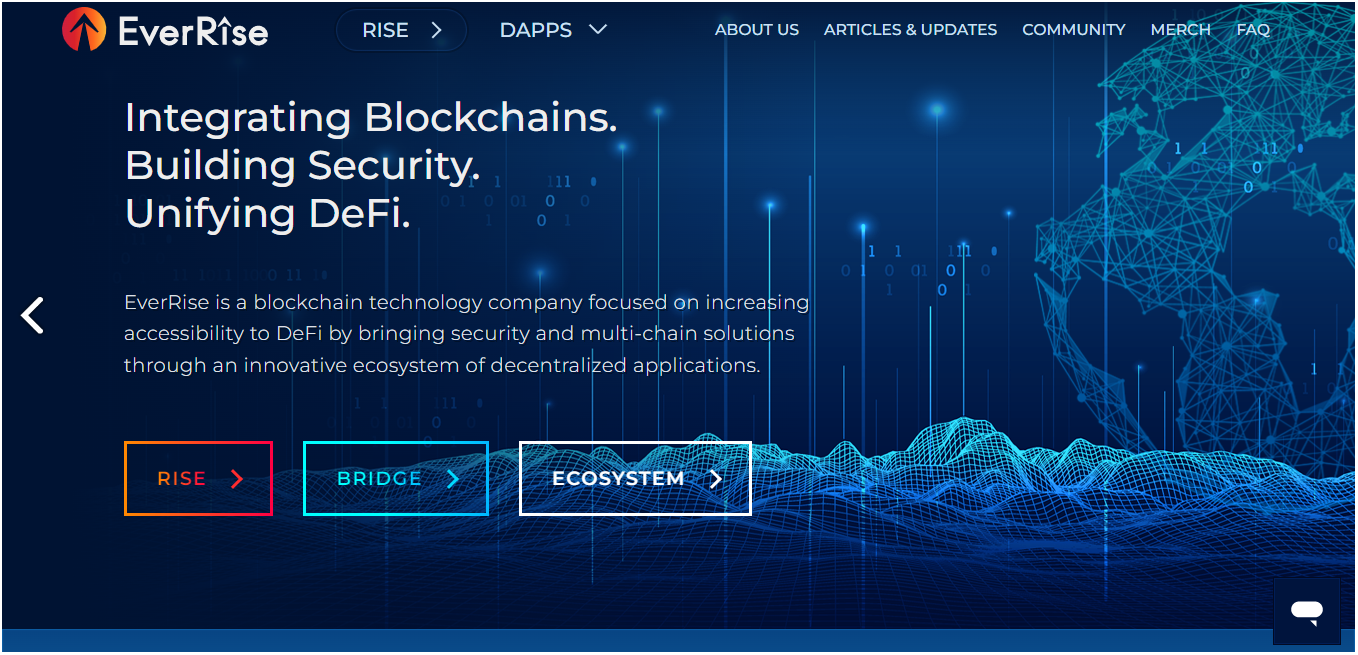 EverRise
RISE
DAPPS
ABOUT US
ARTICLES & UPDATES
COMMUNITY
MERCH
FAQ
Integrating Blockchains.
Building Security.
Unifying DeFi.
EverRise is a blockchain technology company focused on increasing
accessibility to DeFi by bringing security and multi-chain solutions
through an innovative ecosystem of decentralized applications.
RISE
BRIDGE
ECOSYSTEM